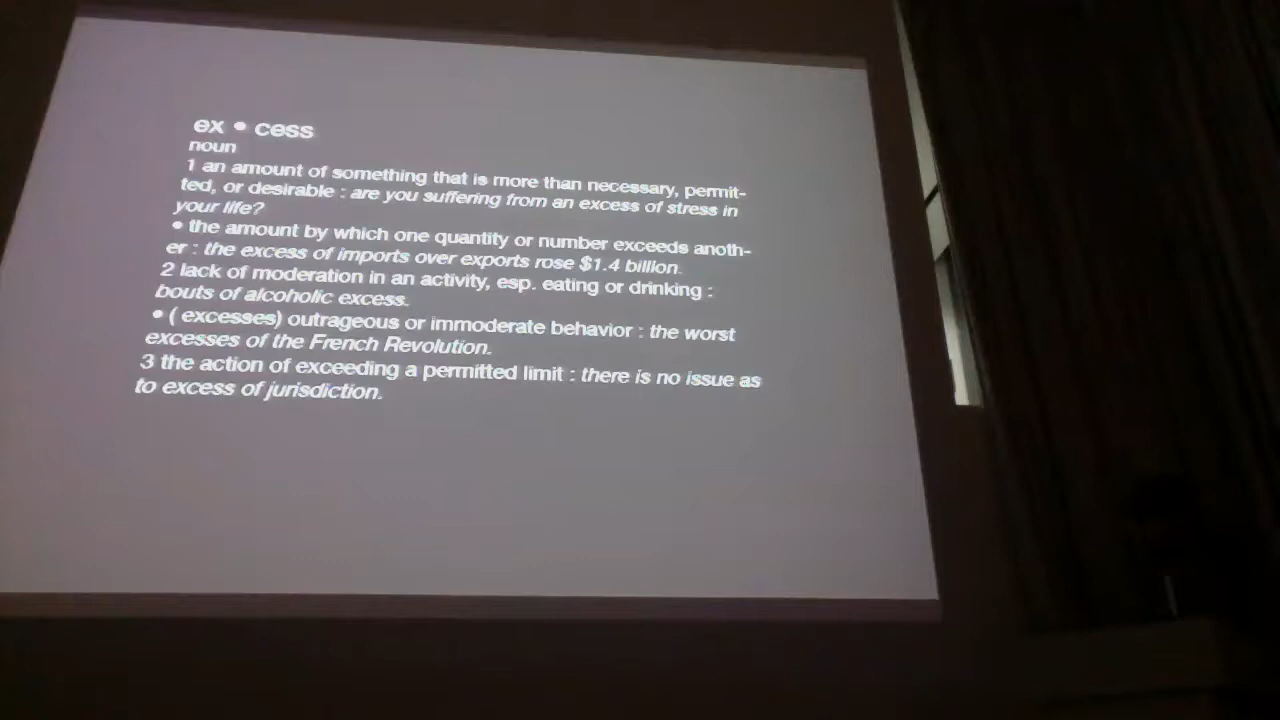 ex • cess
noun
1 an amount of something that is more than necessary, permit-
ted, or desirable : are you suffering from an excess of stress in
your life?
• the amount by which one quantity or number exceeds anoth-
er : the excess of imports over exports rose $1.4 billion.
2 lack of moderation in an activity, esp. eating or drinking :
bouts of alcoholic excess.
• ( excesses) outrageous or immoderate behavior : the worst
excesses of the French Revolution.
3 the action of exceeding a permitted limit : there is no issue as
to excess of jurisdiction.